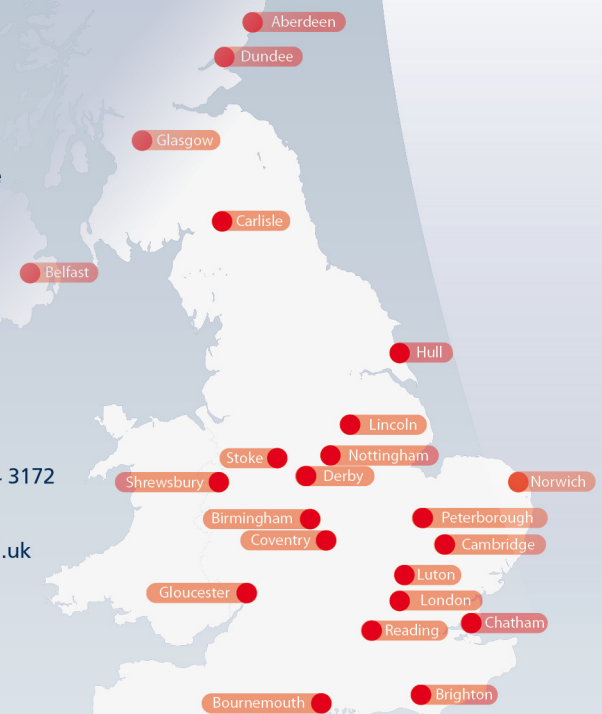 Aberdeen
Dundee
Glasgow
Carlisle
Belfast
Hull
Lincoln
Stoke
Nottingham
3172
Shrewsbury
Derby
Norwich
Birmingham
Peterborough
Coventry
Cambridge
.uk
Luton
Gloucester
London
Chatham
Reading
Brighton
Bournemouth